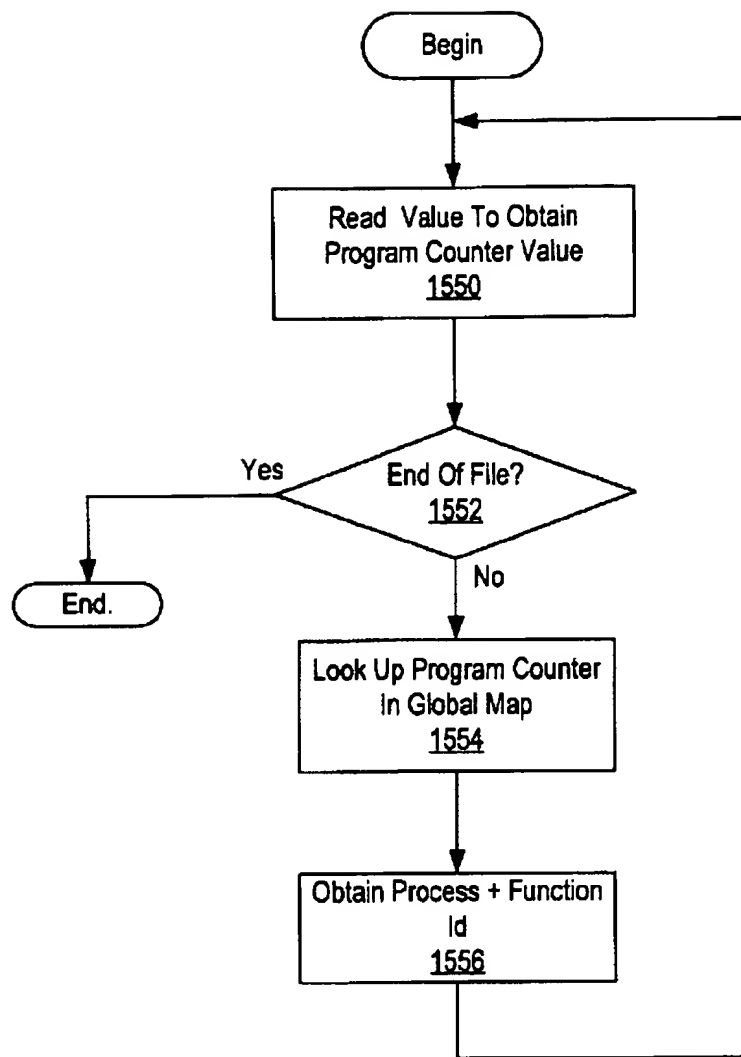 Begin
Read Value To Obtain
Program Counter Value
1550
Yes
End Of File?
1552
No
End.
Look Up Program Counter
In Global Map
1554
Obtain Process + Function
Id
1556